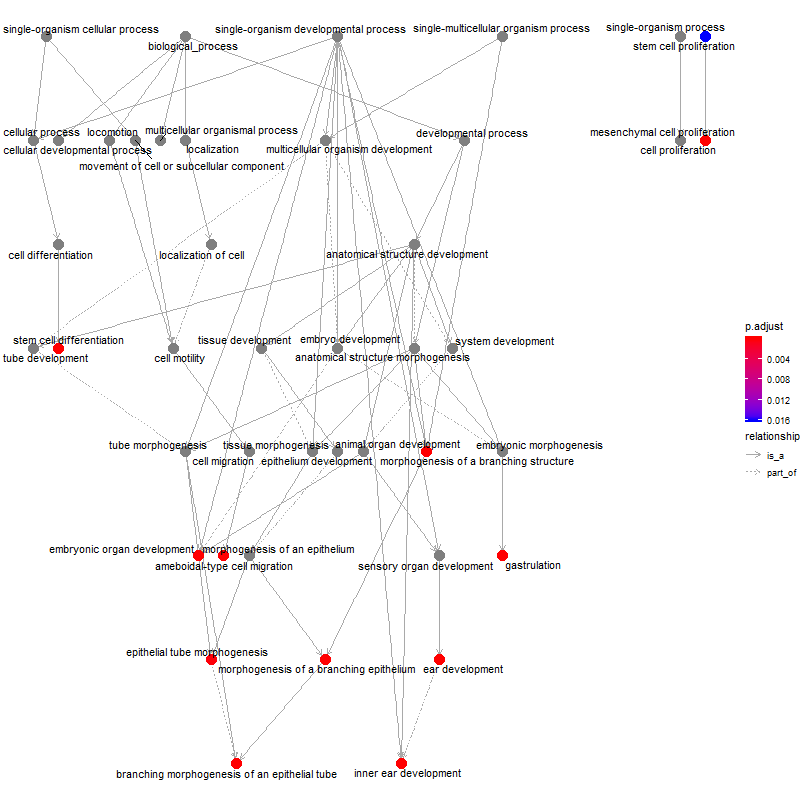 single-organism cellular process
single-organism developmental process
single-multicellular organism process
single-organism process
biological_process
stem cell proliferation
cellular process
locomotion
multicellular organismal process
developmental process
mesenchymal cell proliferation
cellular developmental process
localization
multicellular organism development
cell proliferation
movement of cell or subcellular component
cell differentiation
localization of cell
anatomical structure development
p.adjust
0.004
0.008
0.012
0.016
stem cell differentiation
tissue development
embryo development
system development
tube development
cell motility
anatomical structure morphogenesis
relationship
is_a
part_of
tube morphogenesis
tissue morphogenesis
animal organ development
embryonic morphogenesis
cell migration
epithelium development
morphogenesis of a branching structure
embryonic organ development
morphogenesis of an epithelium
ameboidal-type cell migration
sensory organ development
gastrulation
epithelial tube morphogenesis
morphogenesis of a branching epithelium
ear development
branching morphogenesis of an epithelial tube
inner ear development